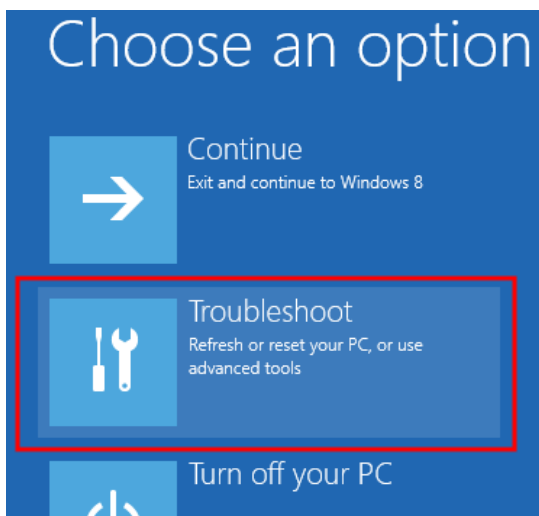 Choose an option
Continue
Exit and continue to Windows 8
Troubleshoot
Refresh or reset your PC, or use
advanced tools
Turn off your PC